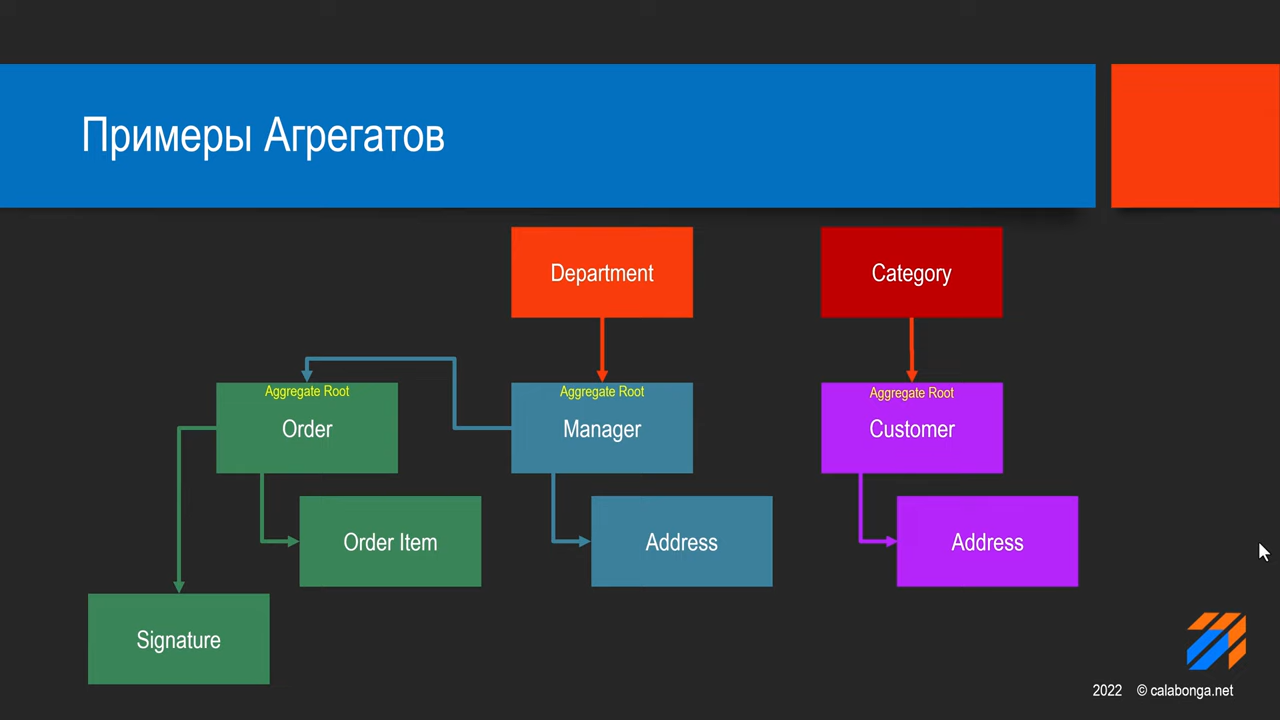 Примеры Агрегатов
Department
Category
Aggregate Root
Order
Aggregate Root
Manager
Aggregate Root
Customer
Order Item
Address
Address
Signature
2022 © calabonga.net